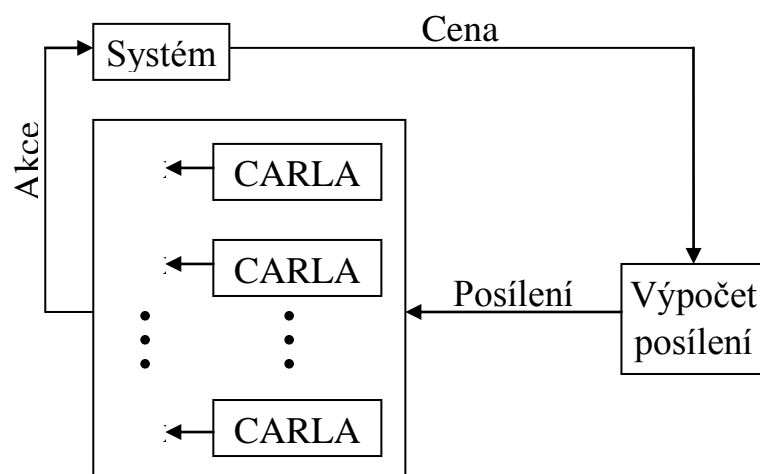 Cena
Systém
Akce
CARLA
CARLA
Posílení
Výpočet
posílení
CARLA